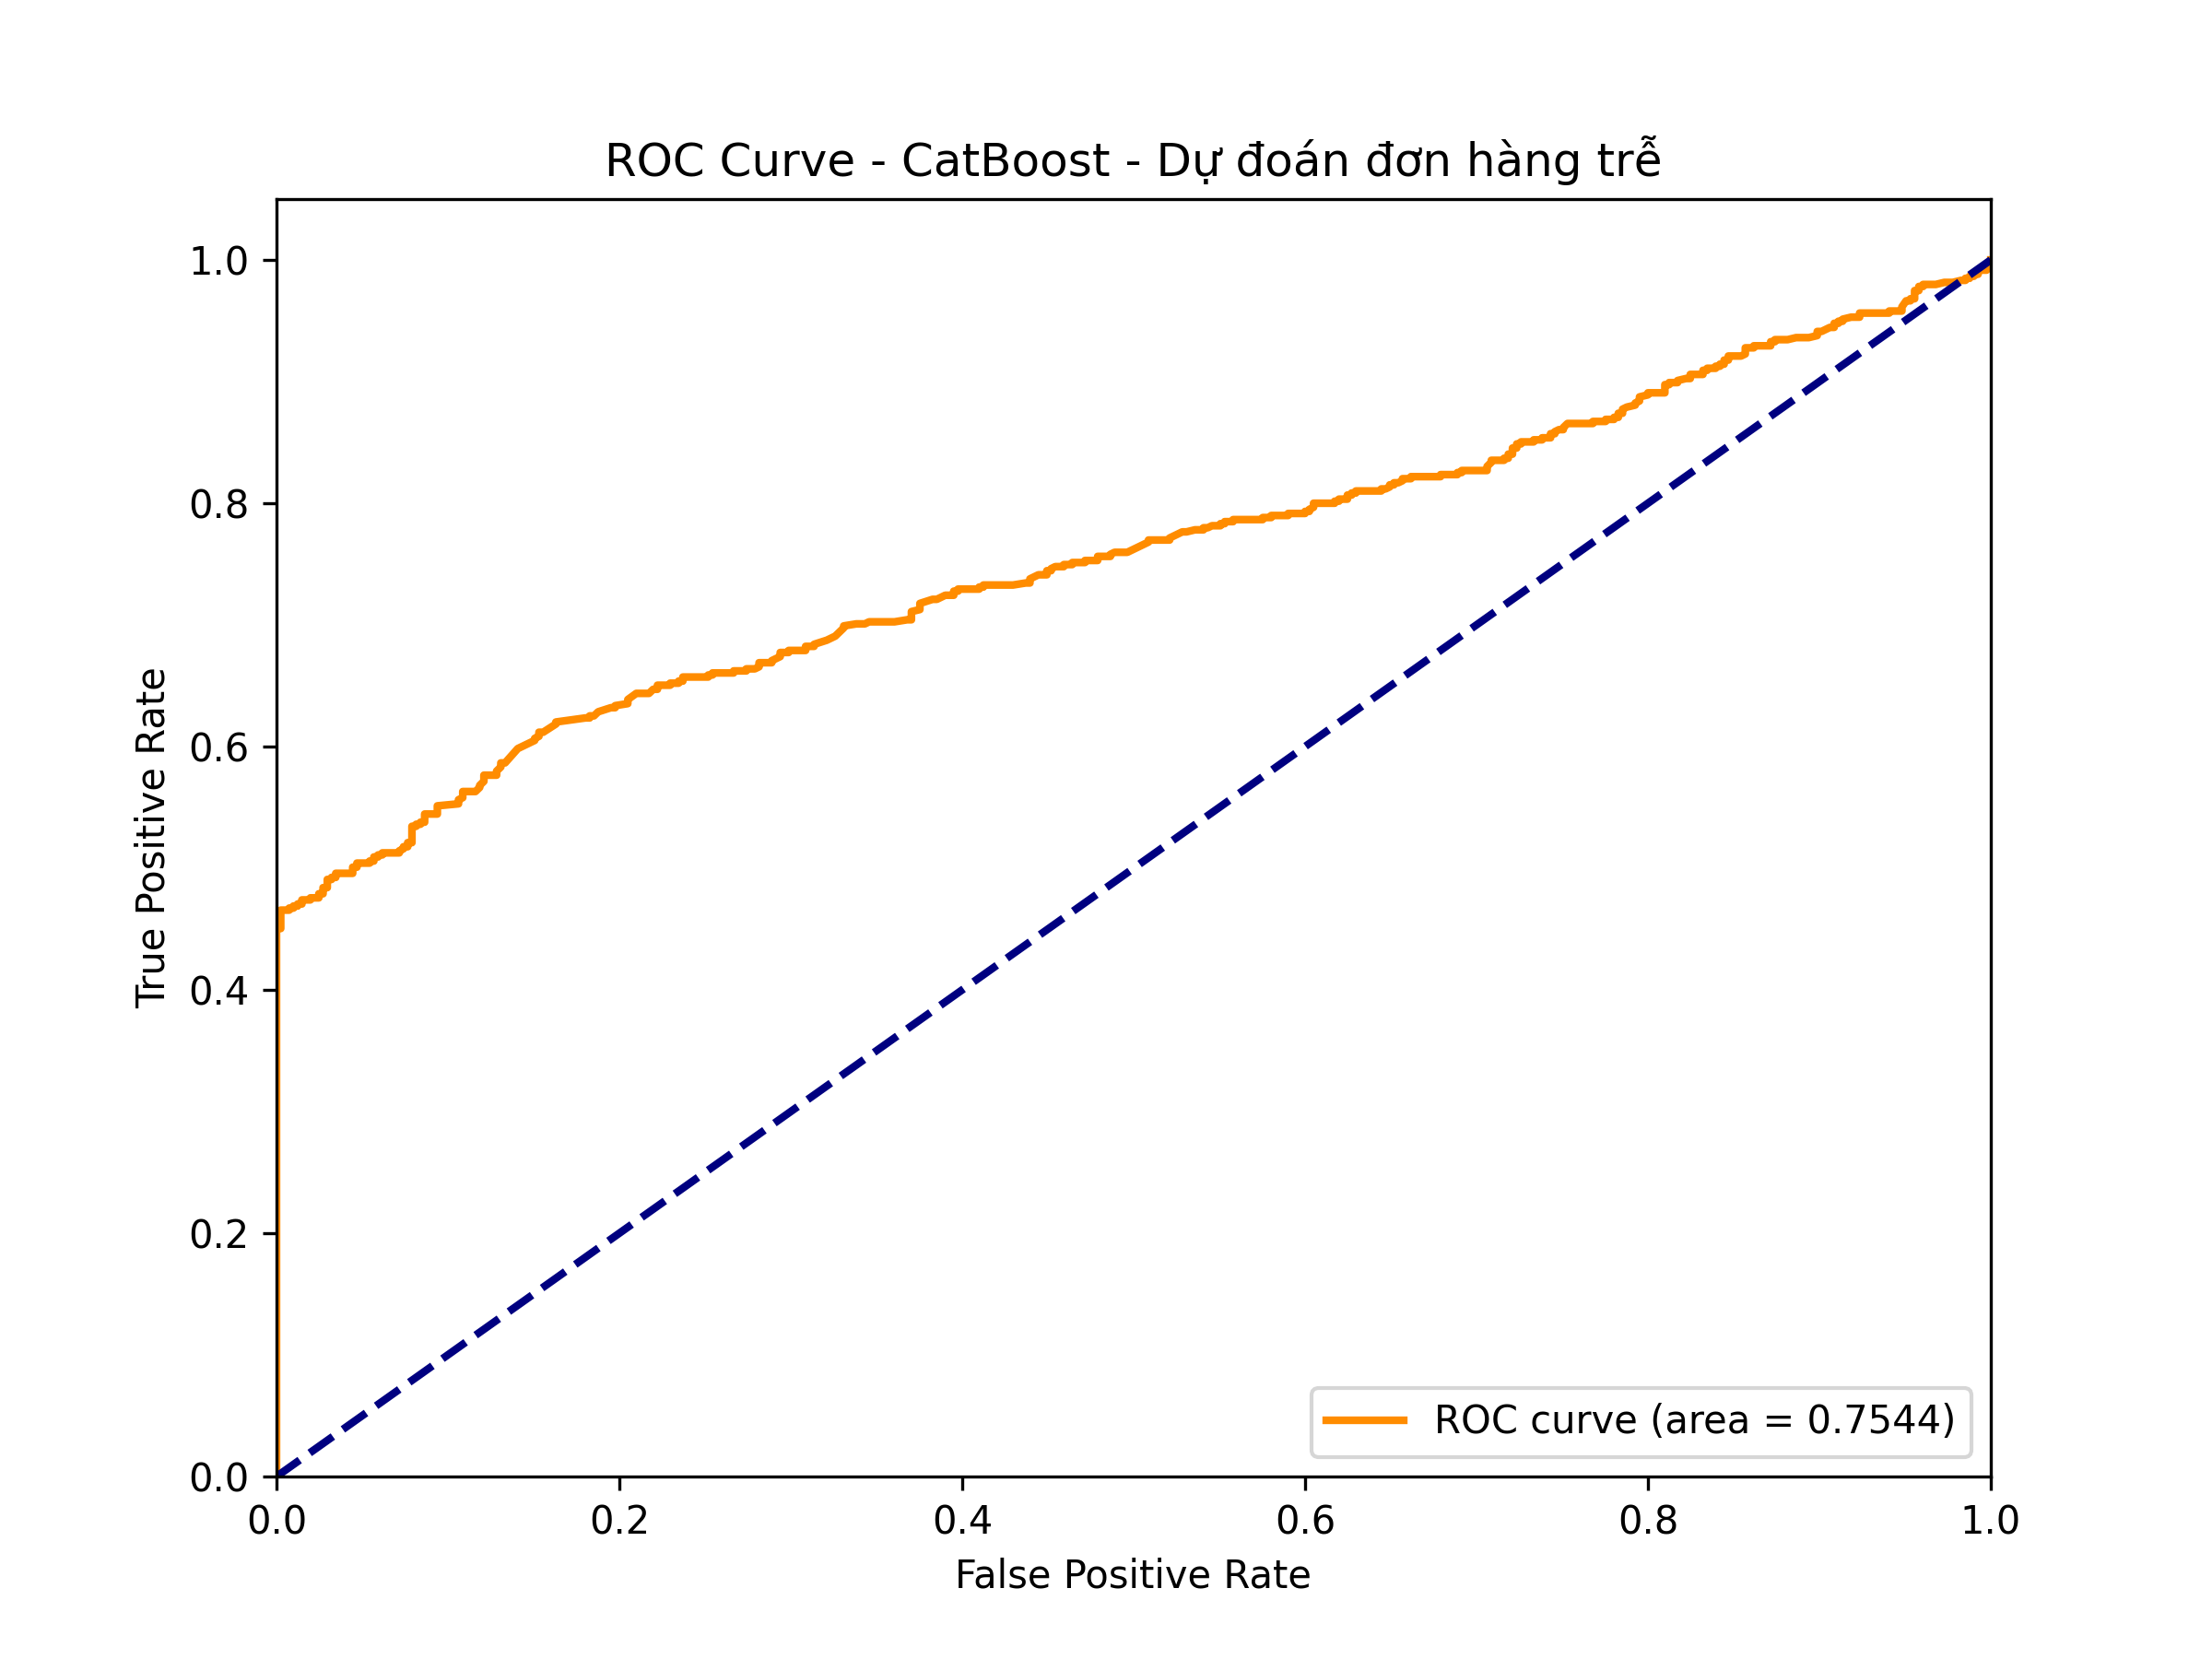 ROC Curve - CatBoost - Dự đoán đơn hàng trễ
True Positive Rate
1.0
0.8
0.6
0.4
0.2
0.0
0.0 0.2 0.4 0.6 0.8 1.0
False Positive Rate
ROC curve (area = 0.7544)